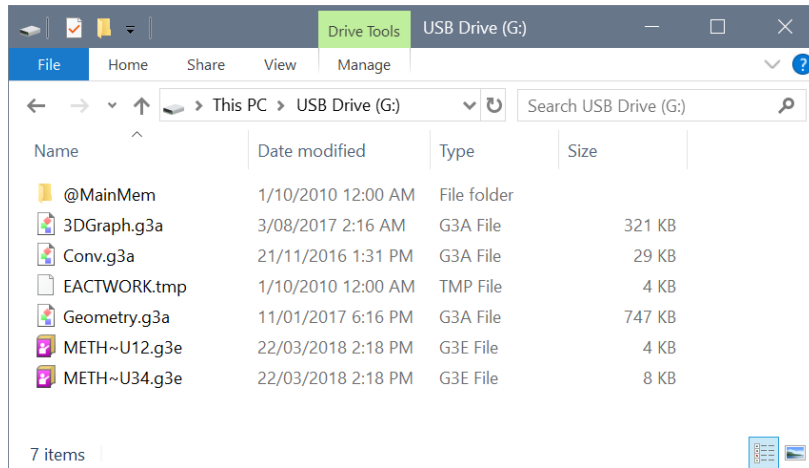 Drive Tools USB Drive (G:)
File Home Share View Manage
This PC USB Drive (G:) Search USB Drive (G:)
Name Date modified Type Size
@MainMem 1/10/2010 12:00 AM File folder
3DGraph.g3a 3/08/2017 2:16 AM G3A File 321 KB
Conv.g3a 21/11/2016 1:31 PM G3A File 29 KB
EACTWORK.tmp 1/10/2010 12:00 AM TMP File 4 KB
Geometry.g3a 11/01/2017 6:16 PM G3A File 747 KB
METH~U12.g3e 22/03/2018 2:18 PM G3E File 4 KB
METH~U34.g3e 22/03/2018 2:18 PM G3E File 8 KB
7 items